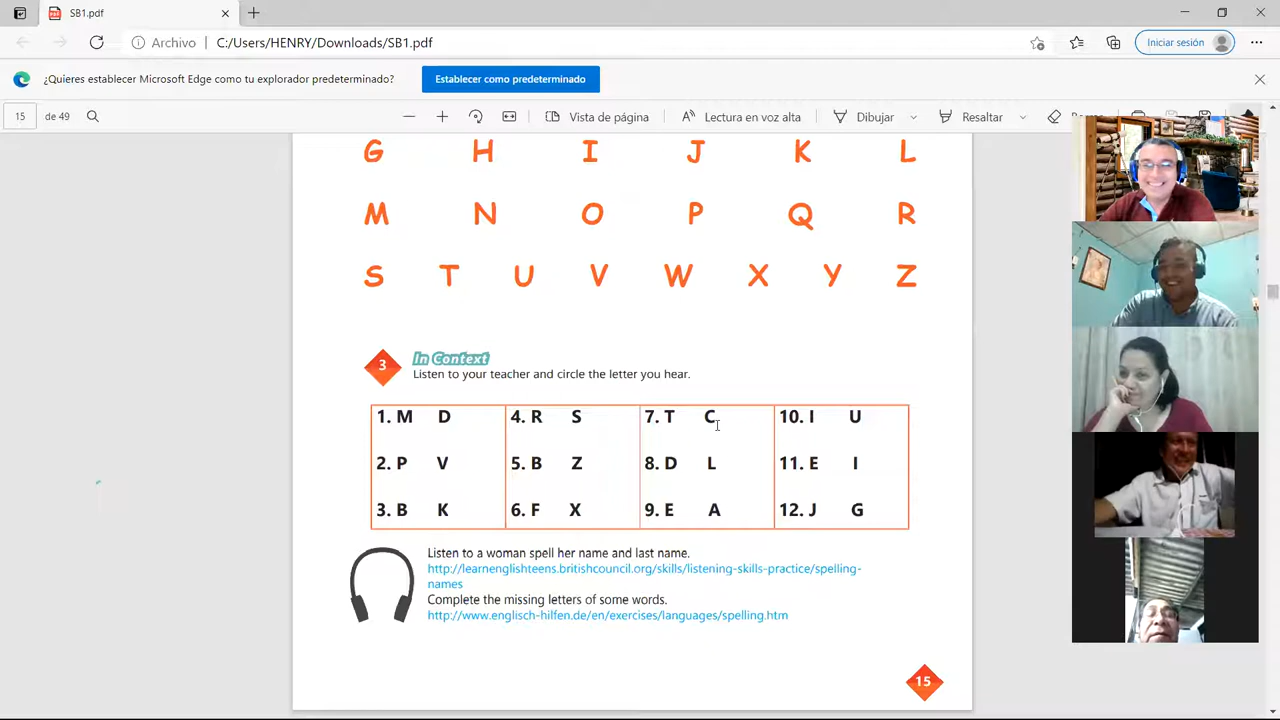 SB1.pdf
Archivo C:/Users/HENRY/Downloads/SB1.pdf
Iniciar sesión
¿Quieres establecer Microsoft Edge como tu explorador predeterminado? Establecer como predeterminado
15 de 49 Vista de página Lectura en voz alta Dibujar Resaltar
G H I J K L
M N O P Q R
S T U V W X Y Z
3 In Context
Listen to your teacher and circle the letter you hear.
1. M D 4. R S 7. T C 10. I U
2. P V 5. B Z 8. D L 11. E I
3. B K 6. F X 9. E A 12. J G
Listen to a woman spell her name and last name.
http://learnenglishteens.britishcouncil.org/skills/listening-skills-practice/spelling-
names
Complete the missing letters of some words.
http://www.englisch-hilfen.de/en/exercises/languages/spelling.htm
15